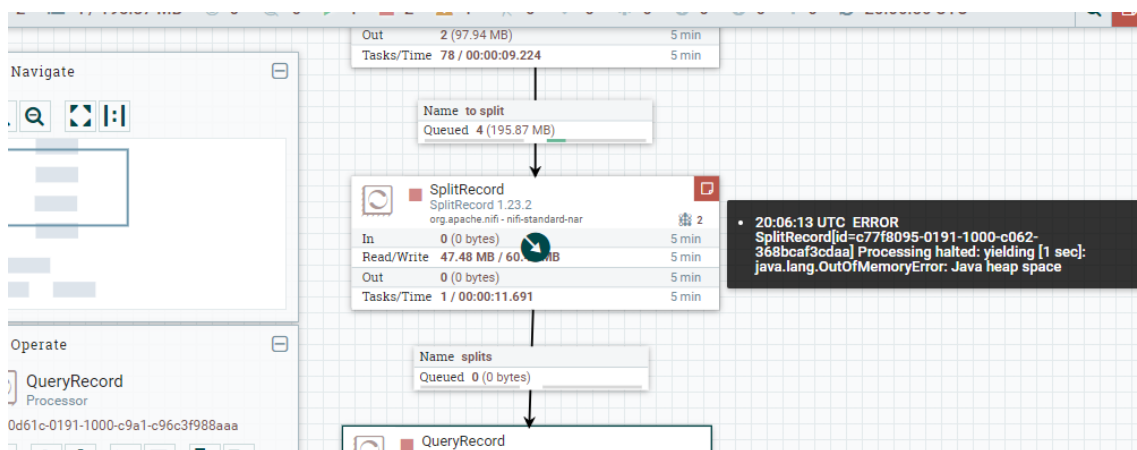 20:06:06 UTC
Out 2 (97.94 MB) 5 min
Tasks/Time 78 / 00:00:09.224 5 min
Navigate
Name to split
Queued 4 (195.87 MB)
SplitRecord
SplitRecord 1.23.2
org.apache.nifi - nifi-standard-nar
2
In 0 (0 bytes) 5 min
Read/Write 47.48 MB / 60. MB 5 min
Out 0 (0 bytes) 5 min
Tasks/Time 1 / 00:00:11.691 5 min
20:06:13 UTC ERROR
SplitRecord[id=c77f8095-0191-1000-c062-
368bcaf3cdaa] Processing halted: yielding [1 sec]:
java.lang.OutOfMemoryError: Java heap space
Operate
Name splits
Queued 0 (0 bytes)
QueryRecord
Processor
0d61c-0191-1000-c9a1-c96c3f988aaa
QueryRecord